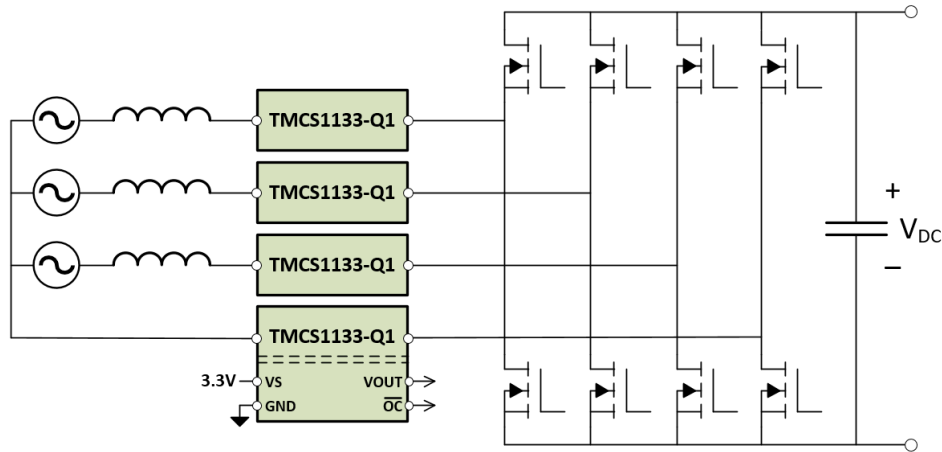 TMCS1133-Q1
TMCS1133-Q1
TMCS1133-Q1
TMCS1133-Q1
3.3V VS VOUT
GND OC
+
VDC
−